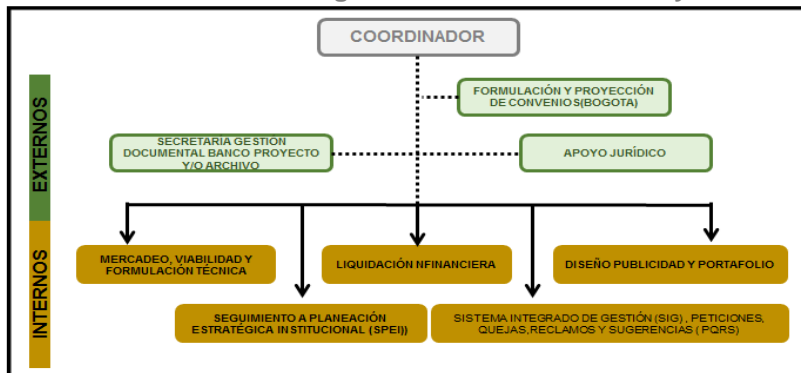 COORDINADOR
EXTERNOS
FORMULACIÓN Y PROYECCIÓN
DE CONVENIOS(BOGOTA)
SECRETARIA GESTIÓN
DOCUMENTAL BANCO PROYECTO
Y/O ARCHIVO
APOYO JURÍDICO
INTERNOS
MERCADEO, VIABILIDAD Y
FORMULACIÓN TÉCNICA
LIQUIDACIÓN NFINANCIERA
DISEÑO PUBLICIDAD Y PORTAFOLIO
SEGUIMIENTO A PLANEACIÓN
ESTRATÉGICA INSTITUCIONAL (SPEI))
SISTEMA INTEGRADO DE GESTIÓN (SIG) , PETICIONES,
QUEJAS,RECLAMOS Y SUGERENCIAS ( PQRS)